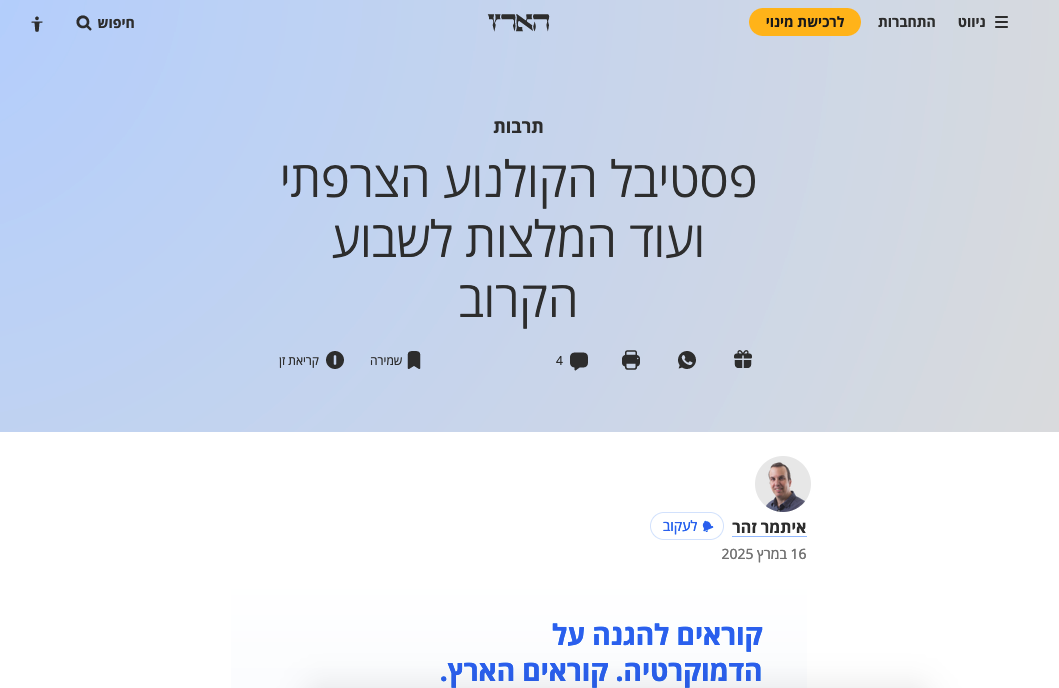 ניווט
התחברות
לרכישת מינוי
הארץ
חיפוש
תרבות
פסטיבל הקולנוע הצרפתי
ועוד המלצות לשבוע
הקרוב
4
שמירה
קריאת זן
איתמר זהר
לעקוב
16 במרץ 2025
קוראים להגנה על
הדמוקרטיה. קוראים הארץ.